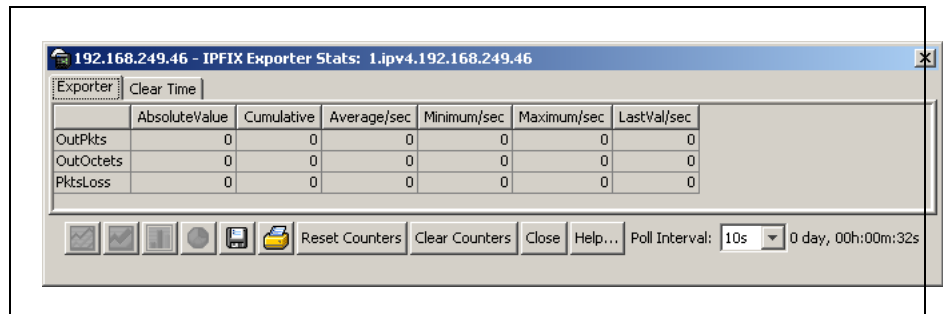 192.168.249.46 - IPFIX Exporter Stats: 1.ipv4.192.168.249.46
Exporter Clear Time
AbsoluteValue Cumulative Average/sec Minimum/sec Maximum/sec LastVal/sec
OutPkts 0 0 0 0 0 0
OutOctets 0 0 0 0 0 0
PktsLoss 0 0 0 0 0 0
Reset Counters Clear Counters Close Help... Poll Interval: 10s 0 day, 00h:00m:32s